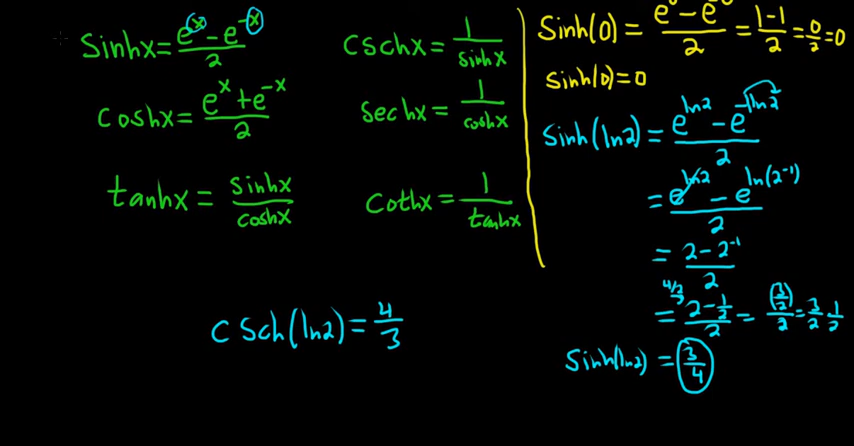 sinhx = e^x - e^-x / 2
coshx = e^x + e^-x / 2
tanhx = sinhx / coshx
cschx = 1 / sinhx
sechx = 1 / coshx
cothx = 1 / tanhx
csch(ln2) = 4/3
sinh(0) = e^0 - e^-0 / 2 = 1-1 / 2 = 0/2 = 0
sinh(0) = 0
sinh(ln2) = e^ln2 - e^-1ln2 / 2
= e^ln2 - e^ln(2^-1) / 2
= 2 - 2^-1 / 2
4/2
= 2 - 1/2 / 2 = (3/2) / 2 = 3/2 1/2
sinh(ln2) = 3/4